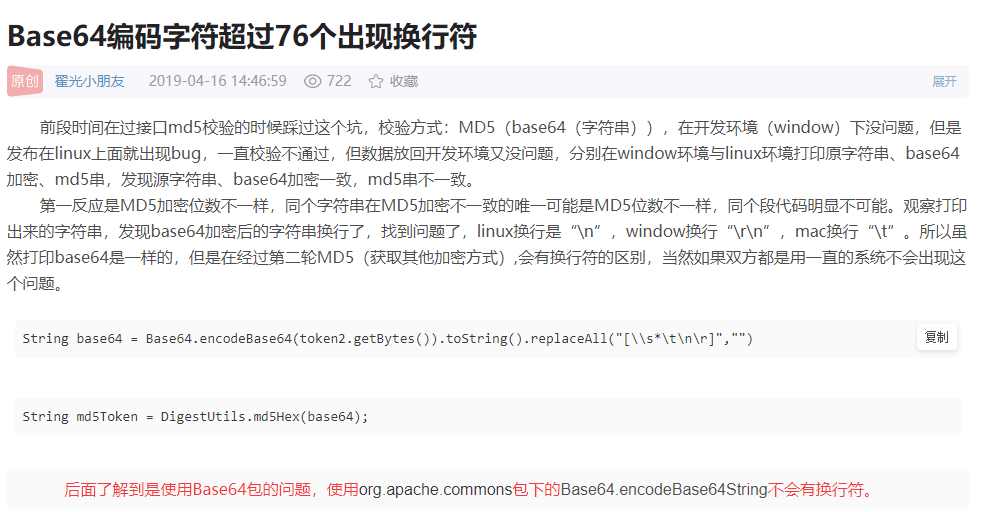 Base64编码字符超过76个出现换行符
原创 翟光小朋友 2019-04-16 14:46:59 722 收藏 展开
前段时间在过接口md5校验的时候踩过这个坑，校验方式：MD5（base64（字符串）），在开发环境（window）下没问题，但是
发布在linux上面就出现bug，一直校验不通过，但数据放回开发环境又没问题，分别在window环境与linux环境打印原字符串、base64
加密、md5串，发现源字符串、base64加密一致，md5串不一致。
第一反应是MD5加密位数不一样，同个字符串在MD5加密不一致的唯一可能是MD5位数不一样，同个段代码明显不可能。观察打印
出来的字符串，发现base64加密后的字符串换行了，找到问题了，linux换行是“\n”，window换行“\r\n”，mac换行“\t”。所以虽
然打印base64是一样的，但是在经过第二轮MD5（获取其他加密方式）,会有换行符的区别，当然如果双方都是用一直的系统不会出现这
个问题。
String base64 = Base64.encodeBase64(token2.getBytes()).toString().replaceAll("[\\s*\t\n\r]","")
复制
String md5Token = DigestUtils.md5Hex(base64);
后面了解到是使用Base64包的问题，使用org.apache.commons包下的Base64.encodeBase64String不会有换行符。